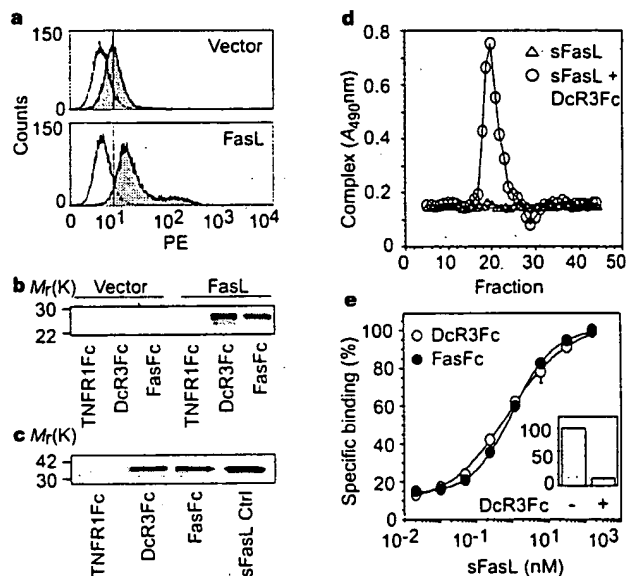 a
150
Vector
0
Counts
150
FasL
0
0 10¹ 10² 10³ 10⁴
PE
b Mr(K) Vector FasL
30
22
TNFR1Fc
DcR3Fc
FasFc
TNFR1Fc
DcR3Fc
FasFc
c Mr(K)
42
30
TNFR1Fc
DcR3Fc
FasFc
sFasL Ctrl
d
0.8
0.6
0.4
0.2
0
Complex (A490nm)
sFasL
sFasL +
DcR3Fc
0 10 20 30 40 50
Fraction
e
100
80
60
40
20
0
Specific binding (%)
DcR3Fc
FasFc
100
50
0
DcR3Fc - +
10⁻² 10⁻¹ 10¹ 10³
sFasL (nM)